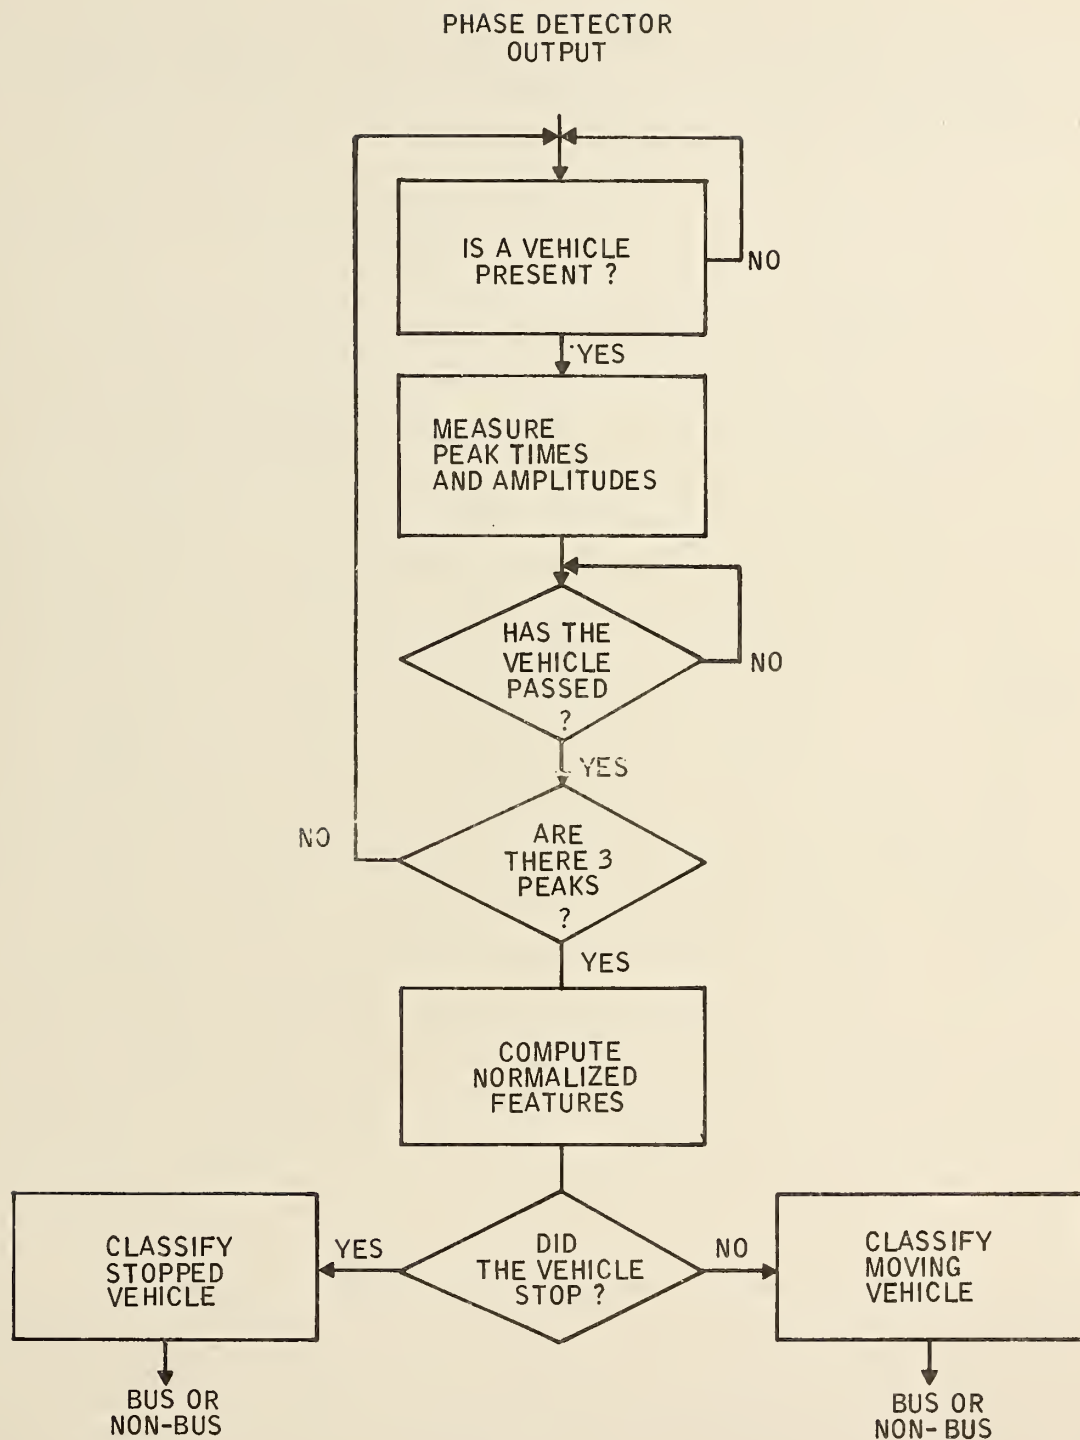 PHASE DETECTOR
OUTPUT
IS A VEHICLE
PRESENT ?
NO
YES
MEASURE
PEAK TIMES
AND AMPLITUDES
HAS THE
VEHICLE
PASSED
?
NO
YES
NO
ARE
THERE 3
PEAKS
?
YES
COMPUTE
NORMALIZED
FEATURES
CLASSIFY
STOPPED
VEHICLE
YES
DID
THE VEHICLE
STOP ?
NO
CLASSIFY
MOVING
VEHICLE
BUS OR
NON-BUS
BUS OR
NON-BUS